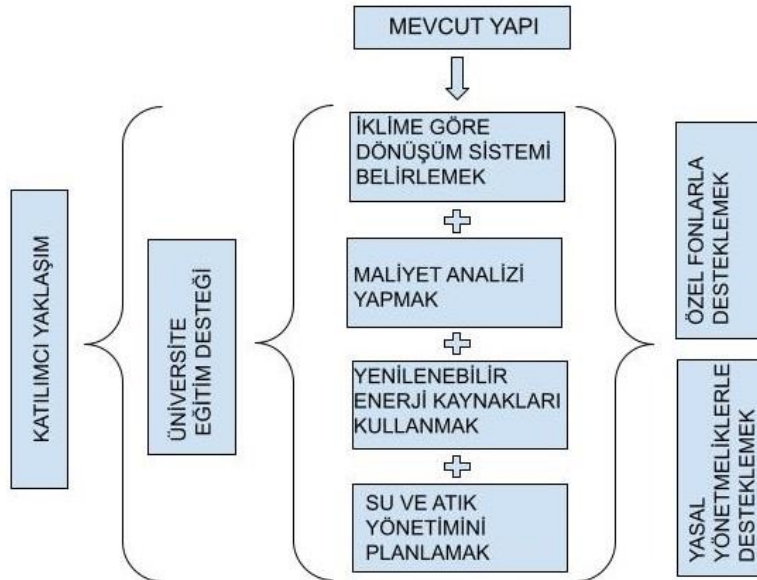 MEVCUT YAPI
İKLİME GÖRE
DÖNÜŞÜM SİSTEMİ
BELİRLEMEK
MALİYET ANALİZİ
YAPMAK
YENİLENEBİLİR
ENERJİ KAYNAKLARI
KULLANMAK
SU VE ATIK
YÖNETİMİNİ
PLANLAMAK
KATILIMCI YAKLAŞIM
ÜNİVERSİTE
EĞİTİM DESTEĞİ
ÖZEL FONLARLA
DESTEKLEMEK
YASAL
YÖNETMELİKLERLE
DESTEKLEMEK